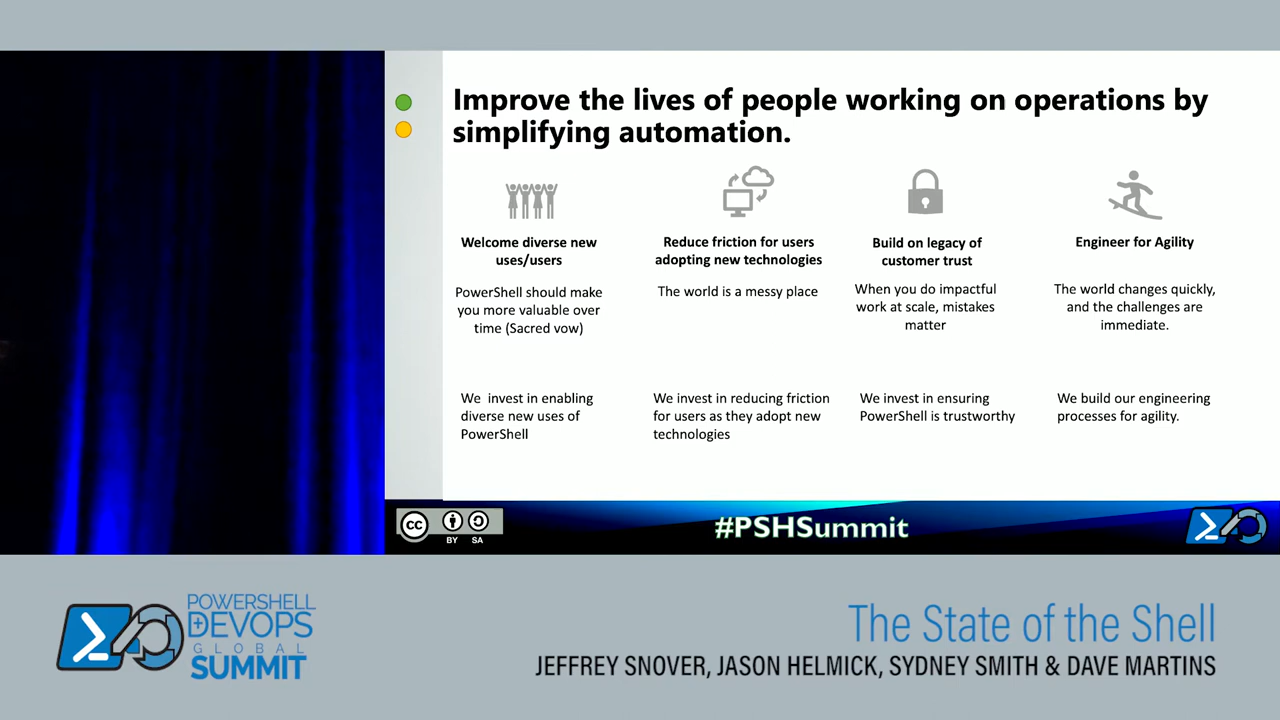 Improve the lives of people working on operations by
simplifying automation.
Welcome diverse new
uses/users
PowerShell should make
you more valuable over
time (Sacred vow)
We invest in enabling
diverse new uses of
PowerShell
Reduce friction for users
adopting new technologies
The world is a messy place
We invest in reducing friction
for users as they adopt new
technologies
Build on legacy of
customer trust
When you do impactful
work at scale, mistakes
matter
We invest in ensuring
PowerShell is trustworthy
Engineer for Agility
The world changes quickly,
and the challenges are
immediate.
We build our engineering
processes for agility.
cc
BY SA
#PSHSummit
POWERSHELL
DEVOPS
GLOBAL
SUMMIT
The State of the Shell
JEFFREY SNOVER, JASON HELMICK, SYDNEY SMITH & DAVE MARTINS